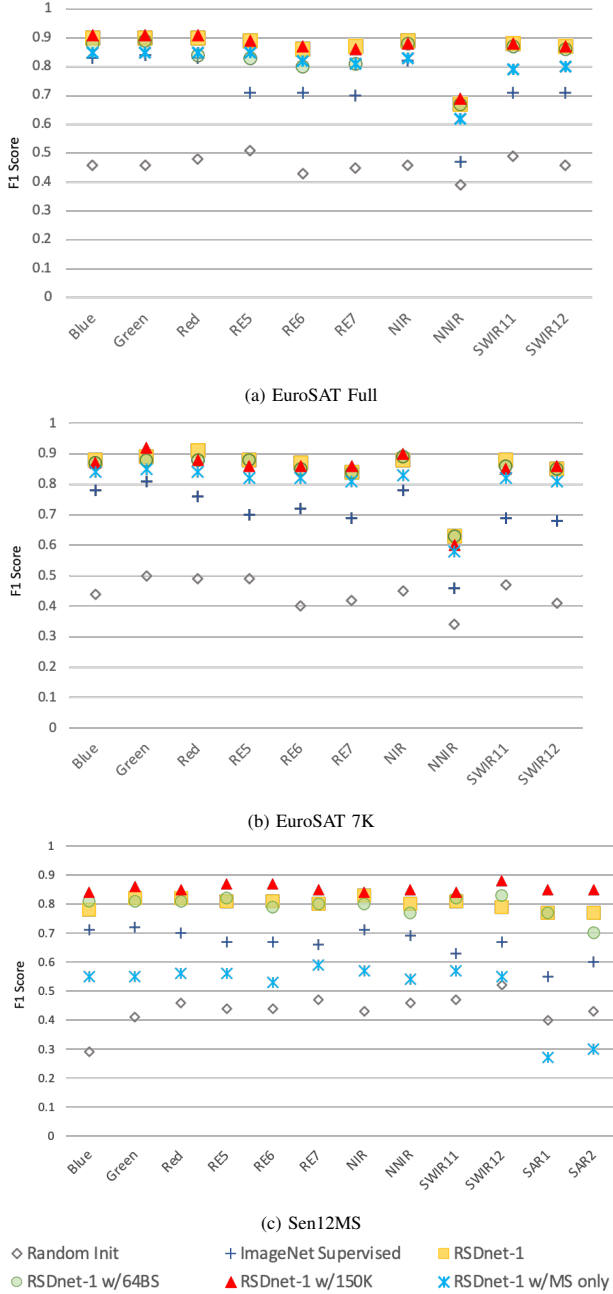 1
0.9
0.8
0.7
0.6
0.5
0.4
0.3
0.2
0.1
0
F1 Score
Blue
Green
Red
RE5
RE6
RE7
NIR
NNIR
SWIR11
SWIR12
(a) EuroSAT Full
1
0.9
0.8
0.7
0.6
0.5
0.4
0.3
0.2
0.1
0
F1 Score
Blue
Green
Red
RE5
RE6
RE7
NIR
NNIR
SWIR11
SWIR12
(b) EuroSAT 7K
1
0.9
0.8
0.7
0.6
0.5
0.4
0.3
0.2
0.1
0
F1 Score
Blue
Green
Red
RE5
RE6
RE7
NIR
NNIR
SWIR11
SWIR12
SAR1
SAR2
(c) Sen12MS
Random Init
ImageNet Supervised
RSDnet-1
RSDnet-1 w/64BS
RSDnet-1 w/150K
RSDnet-1 w/MS only